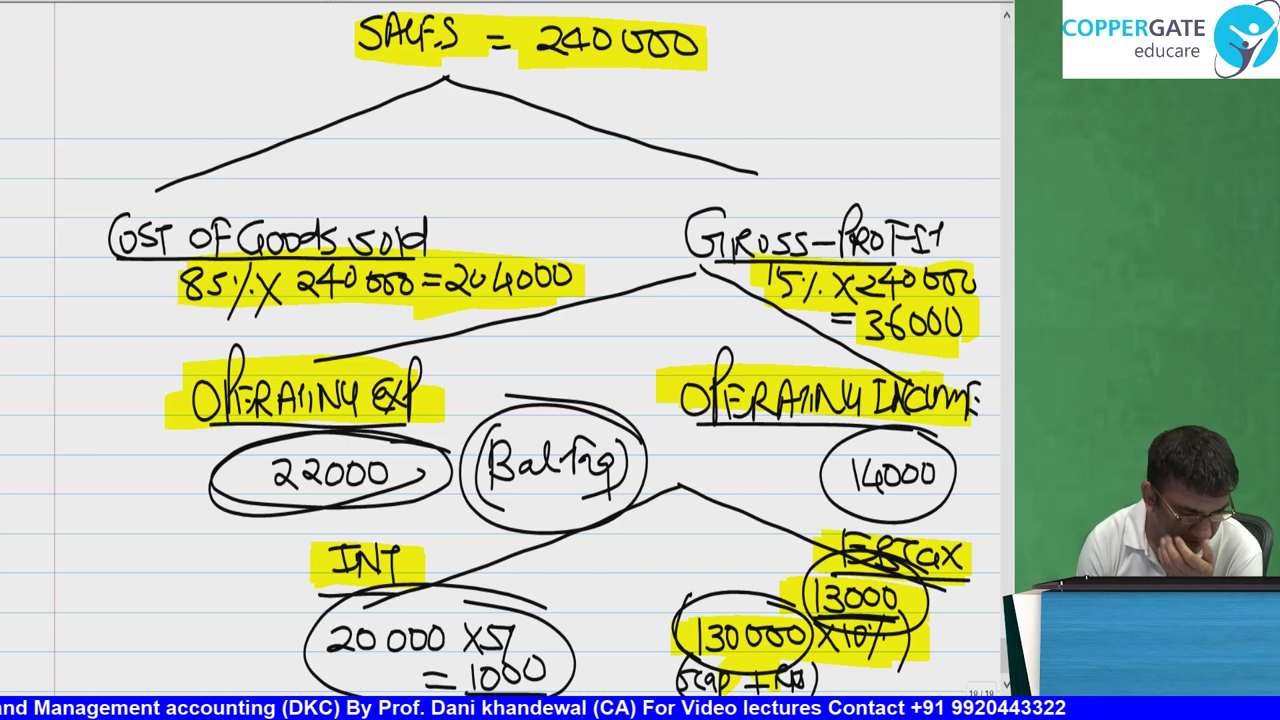 SALES = 240000
COPPERGATE
educare
COST OF GOODS SOLD
85% X 240000 = 204000
GROSS-PROFIT
15% X 240000
= 36000
OPERATING EXP
22000
(Bal-fig)
OPERATING INCOME
14000
INT
20000 X 5%
= 1000
13000
130000 X 10%
18/18
and Management accounting (DKC) By Prof. Dani khandewal (CA) For Video lectures Contact +91 9920443322